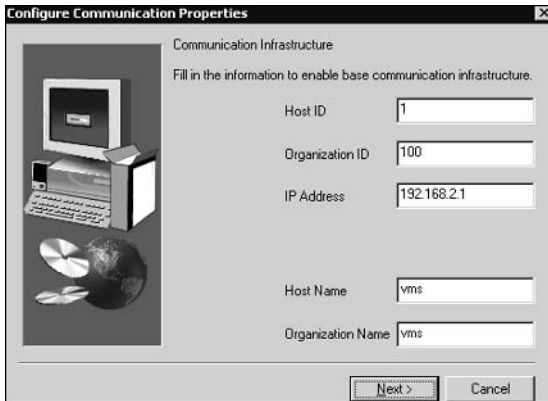 Configure Communication Properties
Communication Infrastructure
Fill in the information to enable base communication infrastructure.
Host ID 1
Organization ID 100
IP Address 192.168.2.1
Host Name vms
Organization Name vms
Next > Cancel